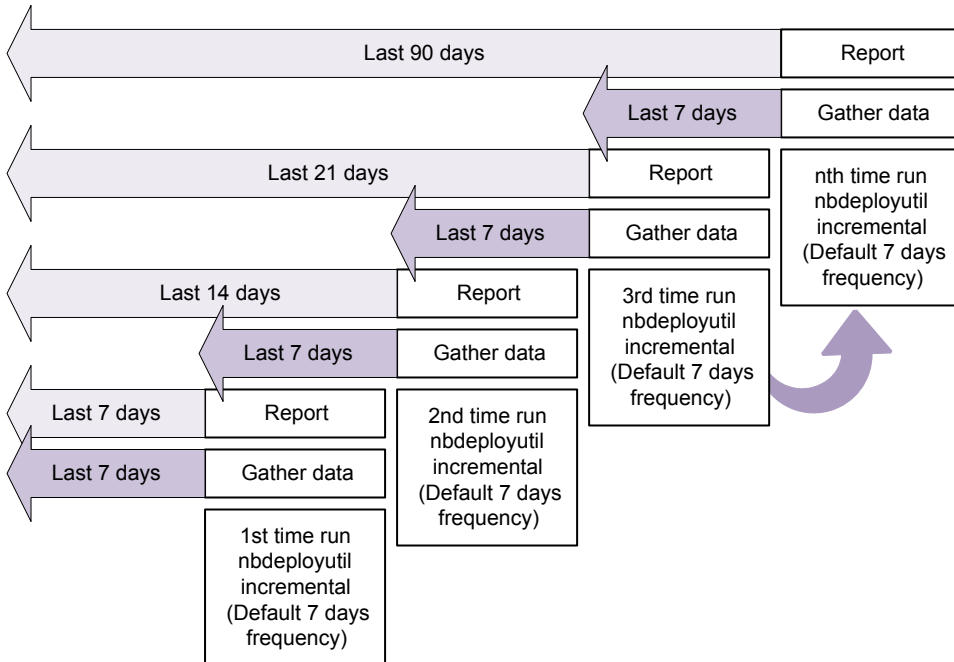 Last 90 days
Report
Last 7 days
Gather data
Last 21 days
Report
nth time run
nbdeployutil
incremental
(Default 7 days
frequency)
Last 7 days
Gather data
Last 14 days
Report
3rd time run
nbdeployutil
incremental
(Default 7 days
frequency)
Last 7 days
Gather data
Last 7 days
Report
2nd time run
nbdeployutil
incremental
(Default 7 days
frequency)
Last 7 days
Gather data
1st time run
nbdeployutil
incremental
(Default 7 days
frequency)